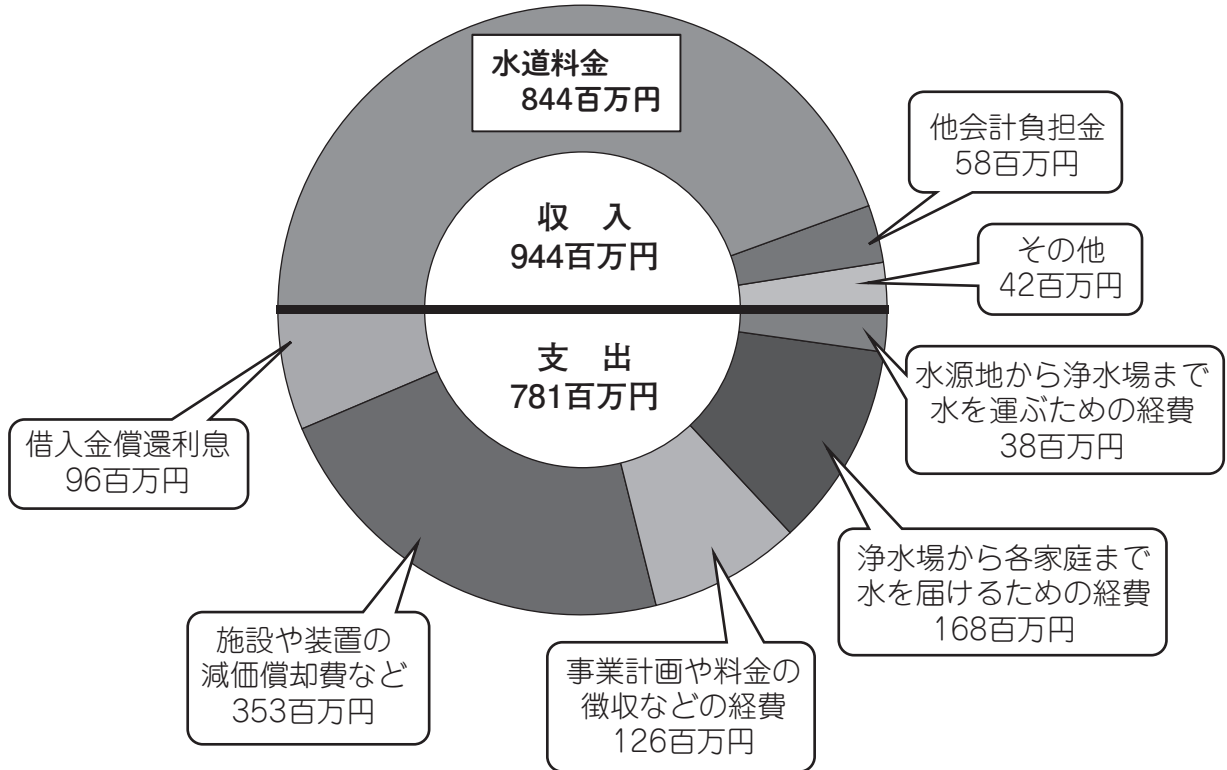 水道料金
844百万円
他会計負担金
58百万円
収 入
944百万円
その他
42百万円
支 出
781百万円
水源地から浄水場まで
水を運ぶための経費
38百万円
借入金償還利息
96百万円
浄水場から各家庭まで
水を届けるための経費
168百万円
施設や装置の
減価償却費など
353百万円
事業計画や料金の
徴収などの経費
126百万円